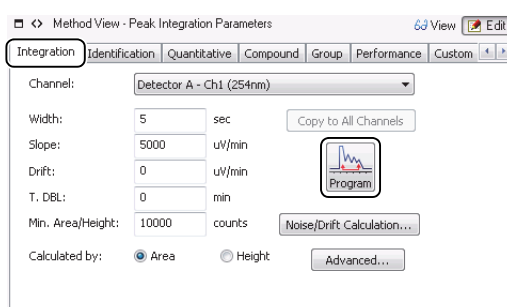 Method View - Peak Integration Parameters View Edit
Integration Identification Quantitative Compound Group Performance Custom
Channel: Detector A - Ch1 (254nm)
Width: 5 sec Copy to All Channels
Slope: 5000 uV/min
Drift: 0 uV/min
Program
T. DBL: 0 min
Min. Area/Height: 10000 counts Noise/Drift Calculation...
Calculated by: Area Height Advanced...